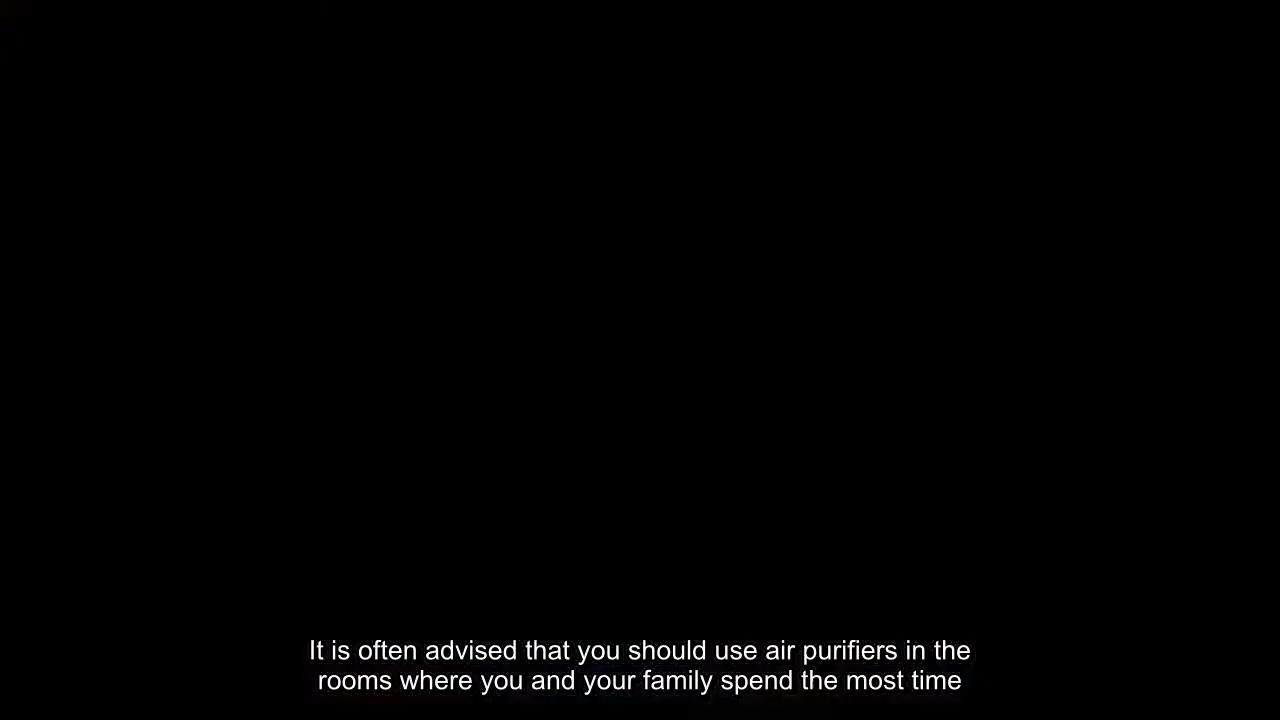 It is often advised that you should use air purifiers in the
rooms where you and your family spend the most time